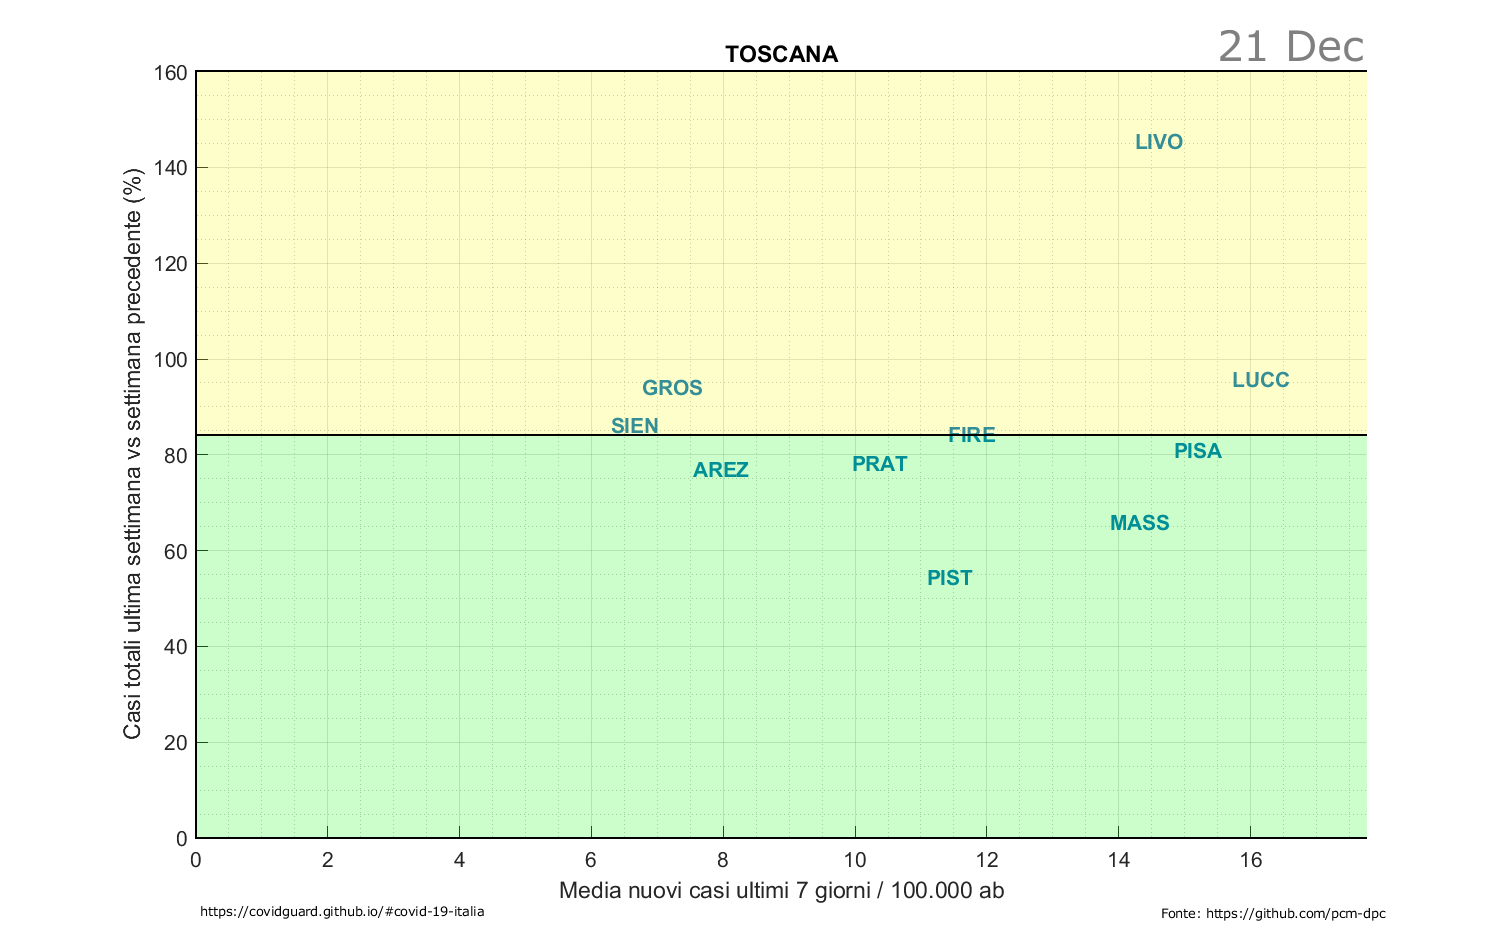 21 Dec
TOSCANA
160
140
120
100
80
60
40
20
0
Casi totali ultima settimana vs settimana precedente (%)
LIVO
LUCC
GROS
SIEN
FIRE
PISA
PRAT
AREZ
MASS
PIST
0 2 4 6 8 10 12 14 16
Media nuovi casi ultimi 7 giorni / 100.000 ab
https://covidguard.github.io/#covid-19-italia
Fonte: https://github.com/pcm-dpc